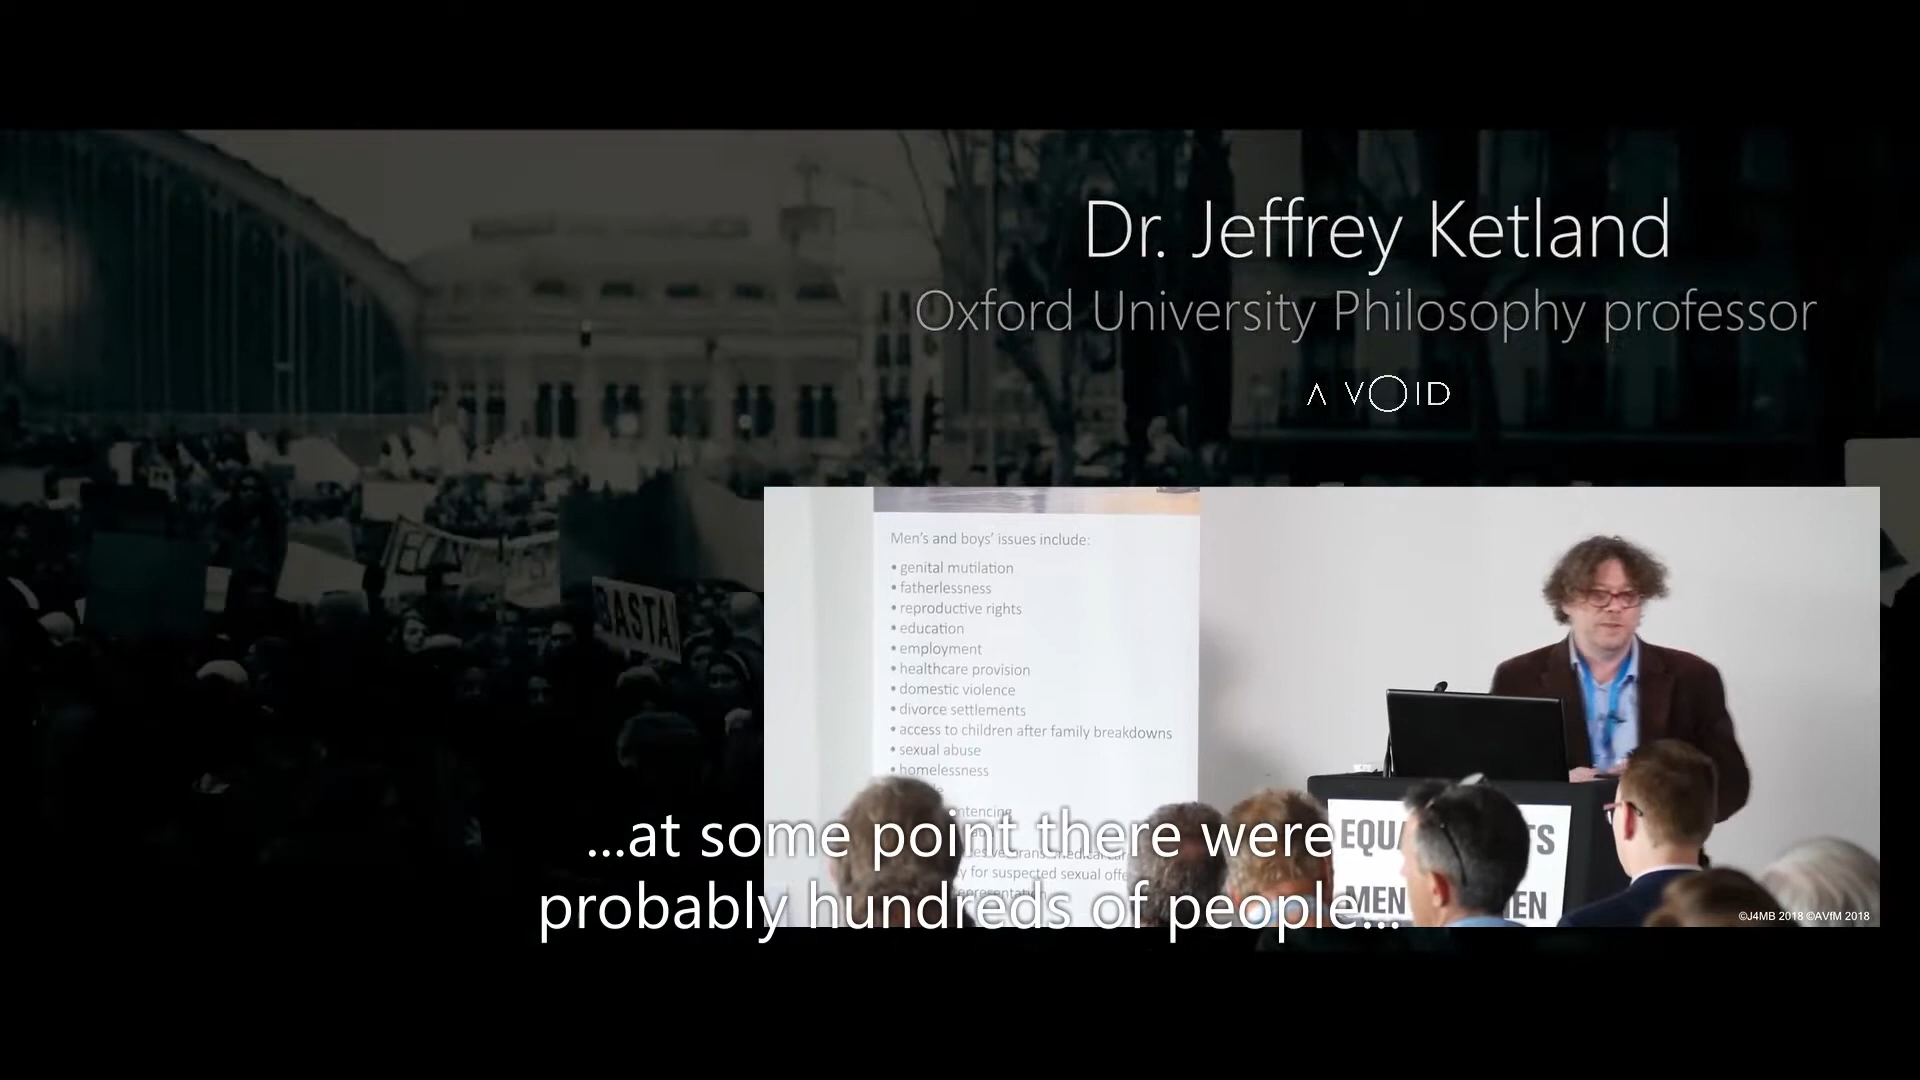 Dr. Jeffrey Ketland
Oxford University Philosophy professor
A VOID
BASTA!
Men's and boys' issues include:
• genital mutilation
• fatherlessness
• reproductive rights
• education
• employment
• healthcare provision
• domestic violence
• divorce settlements
• access to children after family breakdowns
• sexual abuse
• homelessness
for suspected sexual
MEN
...at some point there were
probably hundreds of people...
©J4MB 2018 ©AVfM 2018